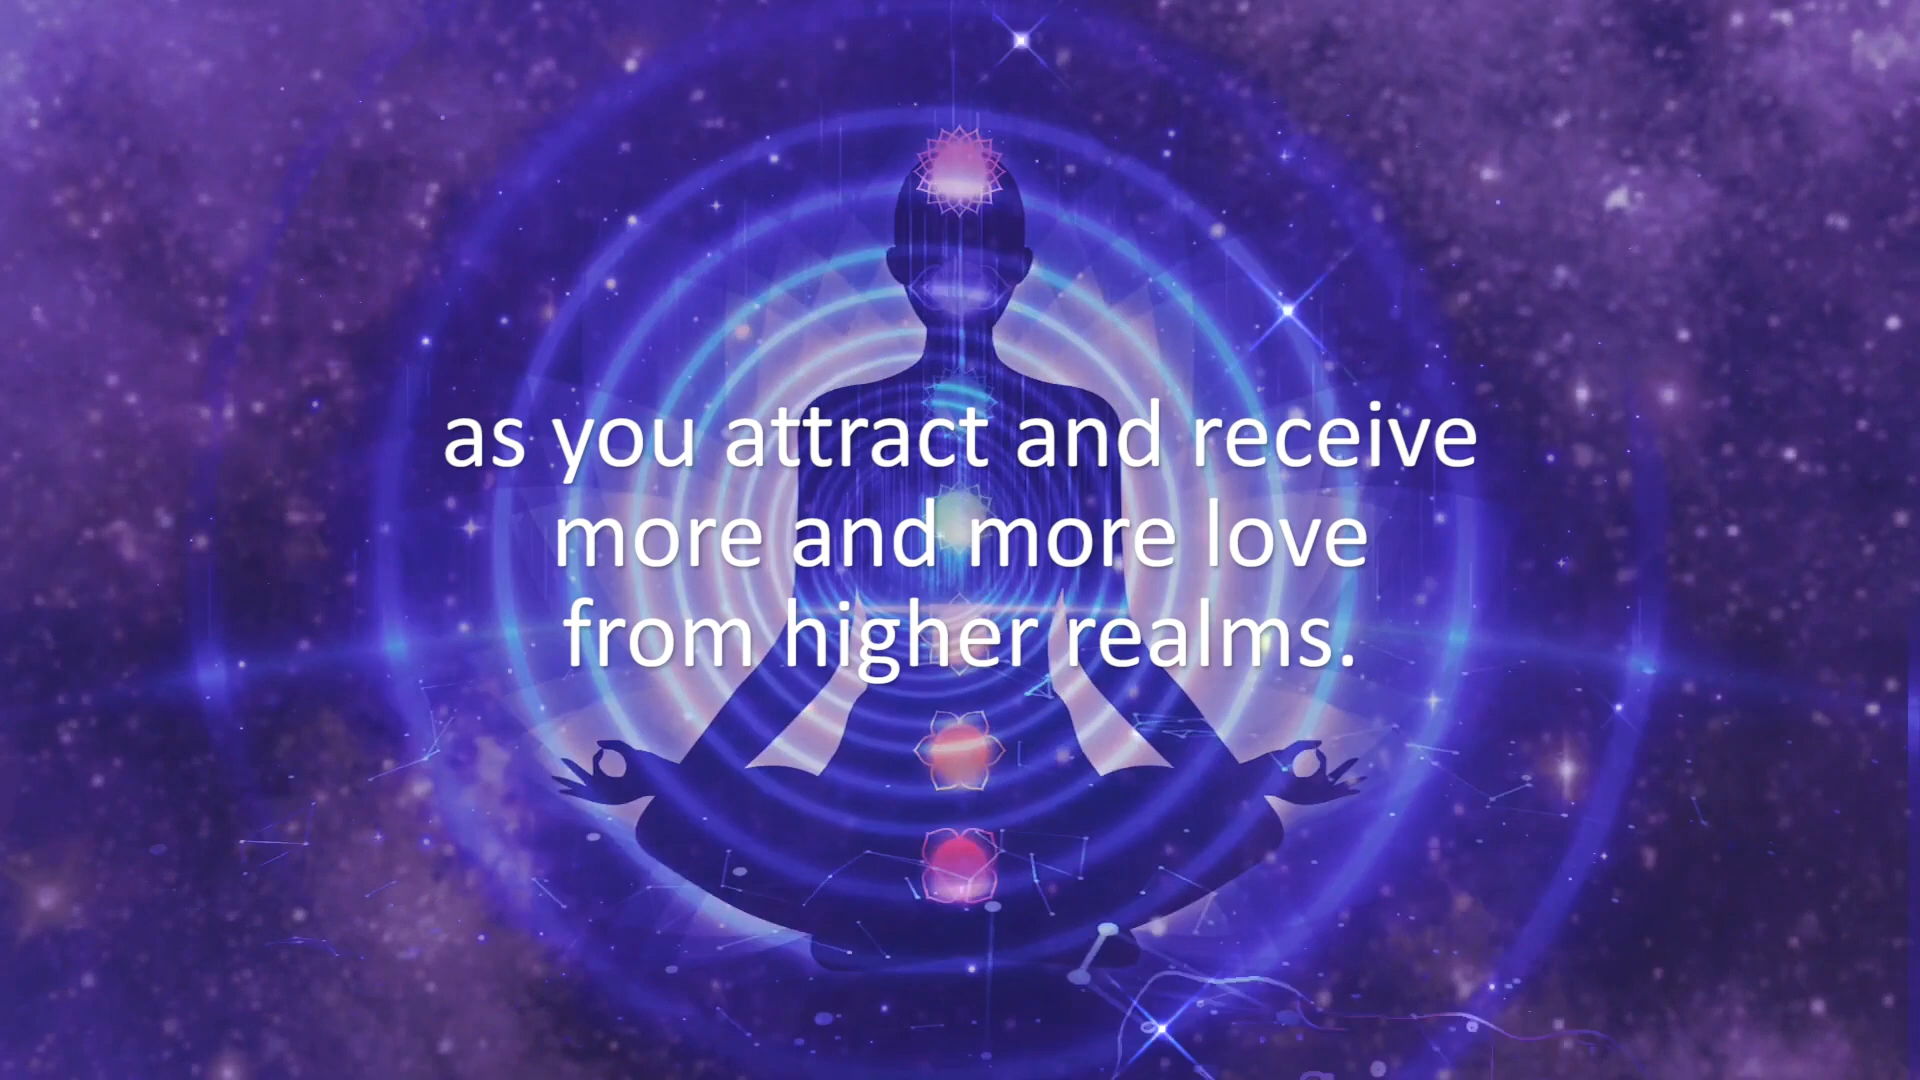 as you attract and receive
more and more love
from higher realms.